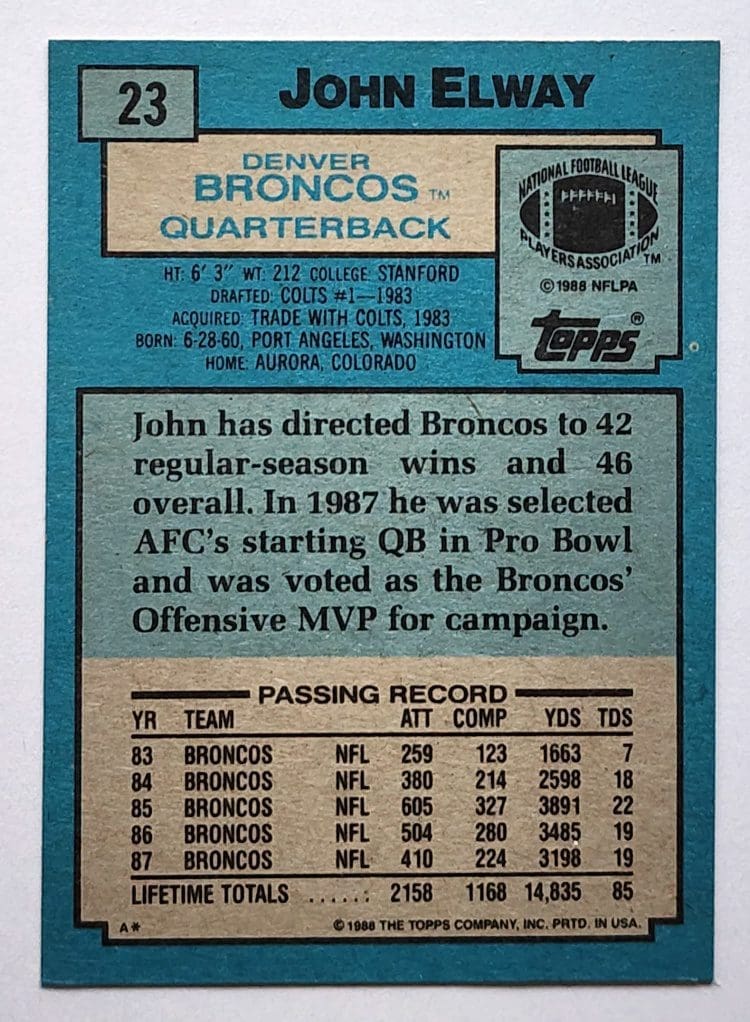 23
JOHN ELWAY
DENVER
BRONCOS TM
QUARTERBACK
NATIONAL FOOTBALL LEAGUE
PLAYERS ASSOCIATION TM
©1988 NFLPA
Topps®
HT: 6' 3" WT: 212 COLLEGE: STANFORD
DRAFTED: COLTS #1—1983
ACQUIRED: TRADE WITH COLTS, 1983
BORN: 6-28-60, PORT ANGELES, WASHINGTON
HOME: AURORA, COLORADO
John has directed Broncos to 42
regular-season wins and 46
overall. In 1987 he was selected
AFC's starting QB in Pro Bowl
and was voted as the Broncos'
Offensive MVP for campaign.
PASSING RECORD
YR TEAM ATT COMP YDS TDS
83 BRONCOS NFL 259 123 1663 7
84 BRONCOS NFL 380 214 2598 18
85 BRONCOS NFL 605 327 3891 22
86 BRONCOS NFL 504 280 3485 19
87 BRONCOS NFL 410 224 3198 19
LIFETIME TOTALS ...... 2158 1168 14,835 85
A* © 1988 THE TOPPS COMPANY, INC. PRTD. IN USA.